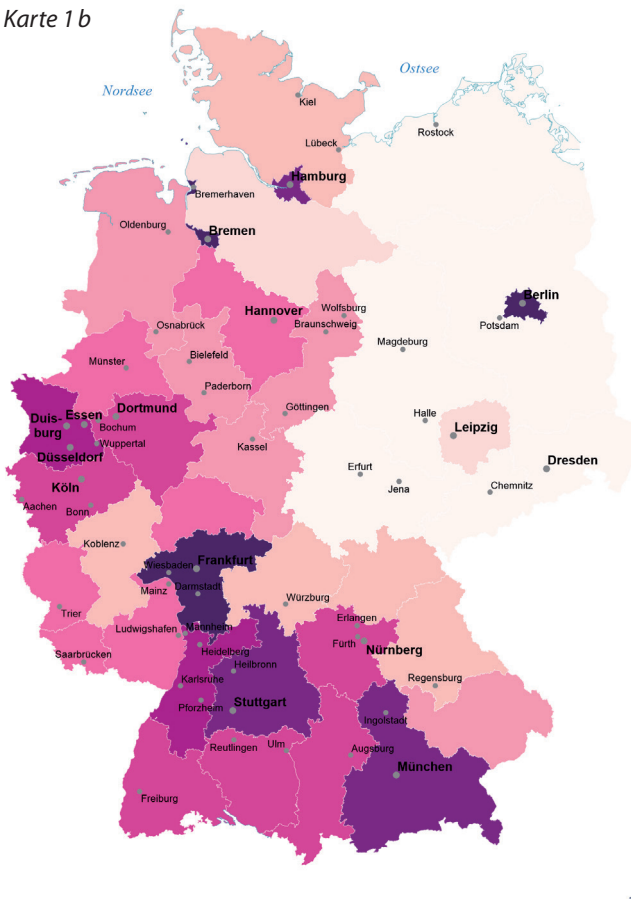 Karte 1b
Ostsee
Nordsee
Kiel
Rostock
Lübeck
Hamburg
Bremerhaven
Oldenburg
Bremen
Berlin
Hannover
Wolfsburg
Potsdam
Osnabrück
Braunschweig
Magdeburg
Münster
Bielefeld
Paderborn
Dortmund
Göttingen
Halle
Duis-
burg
Essen
Bochum
Leipzig
Wuppertal
Düsseldorf
Kassel
Dresden
Köln
Erfurt
Jena
Chemnitz
Aachen
Bonn
Koblenz
Frankfurt
Wiesbaden
Mainz
Darmstadt
Würzburg
Trier
Erlangen
Ludwigshafen
Mannheim
Fürth
Nürnberg
Saarbrücken
Heidelberg
Heilbronn
Karlsruhe
Regensburg
Pforzheim
Stuttgart
Ingolstadt
Reutlingen
Ulm
Augsburg
München
Freiburg